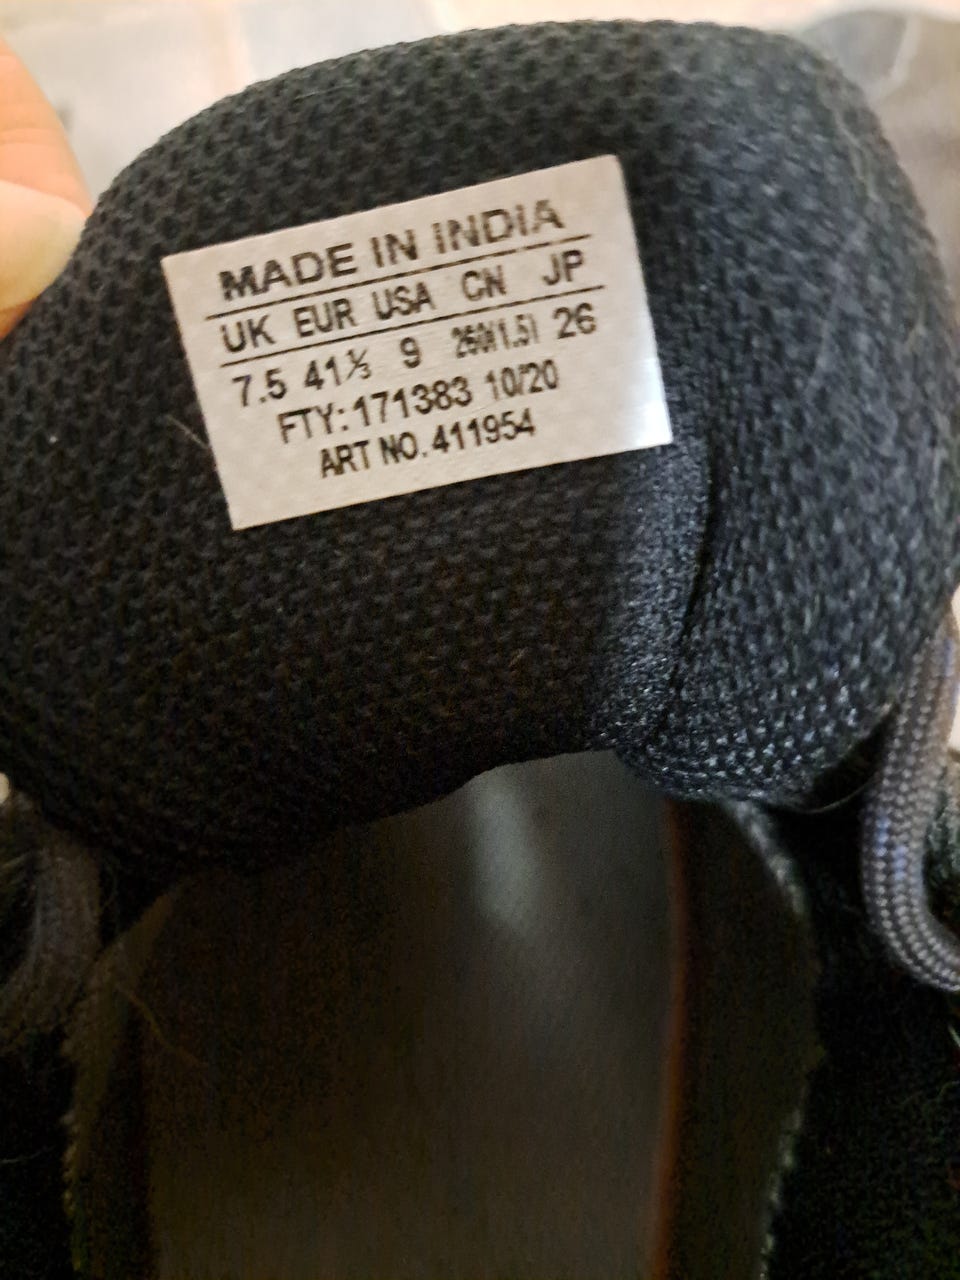 MADE IN INDIA
UK EUR USA CN JP
7.5 41⅓ 9 260(1.5) 26
FTY: 171383 10/20
ART NO. 411954